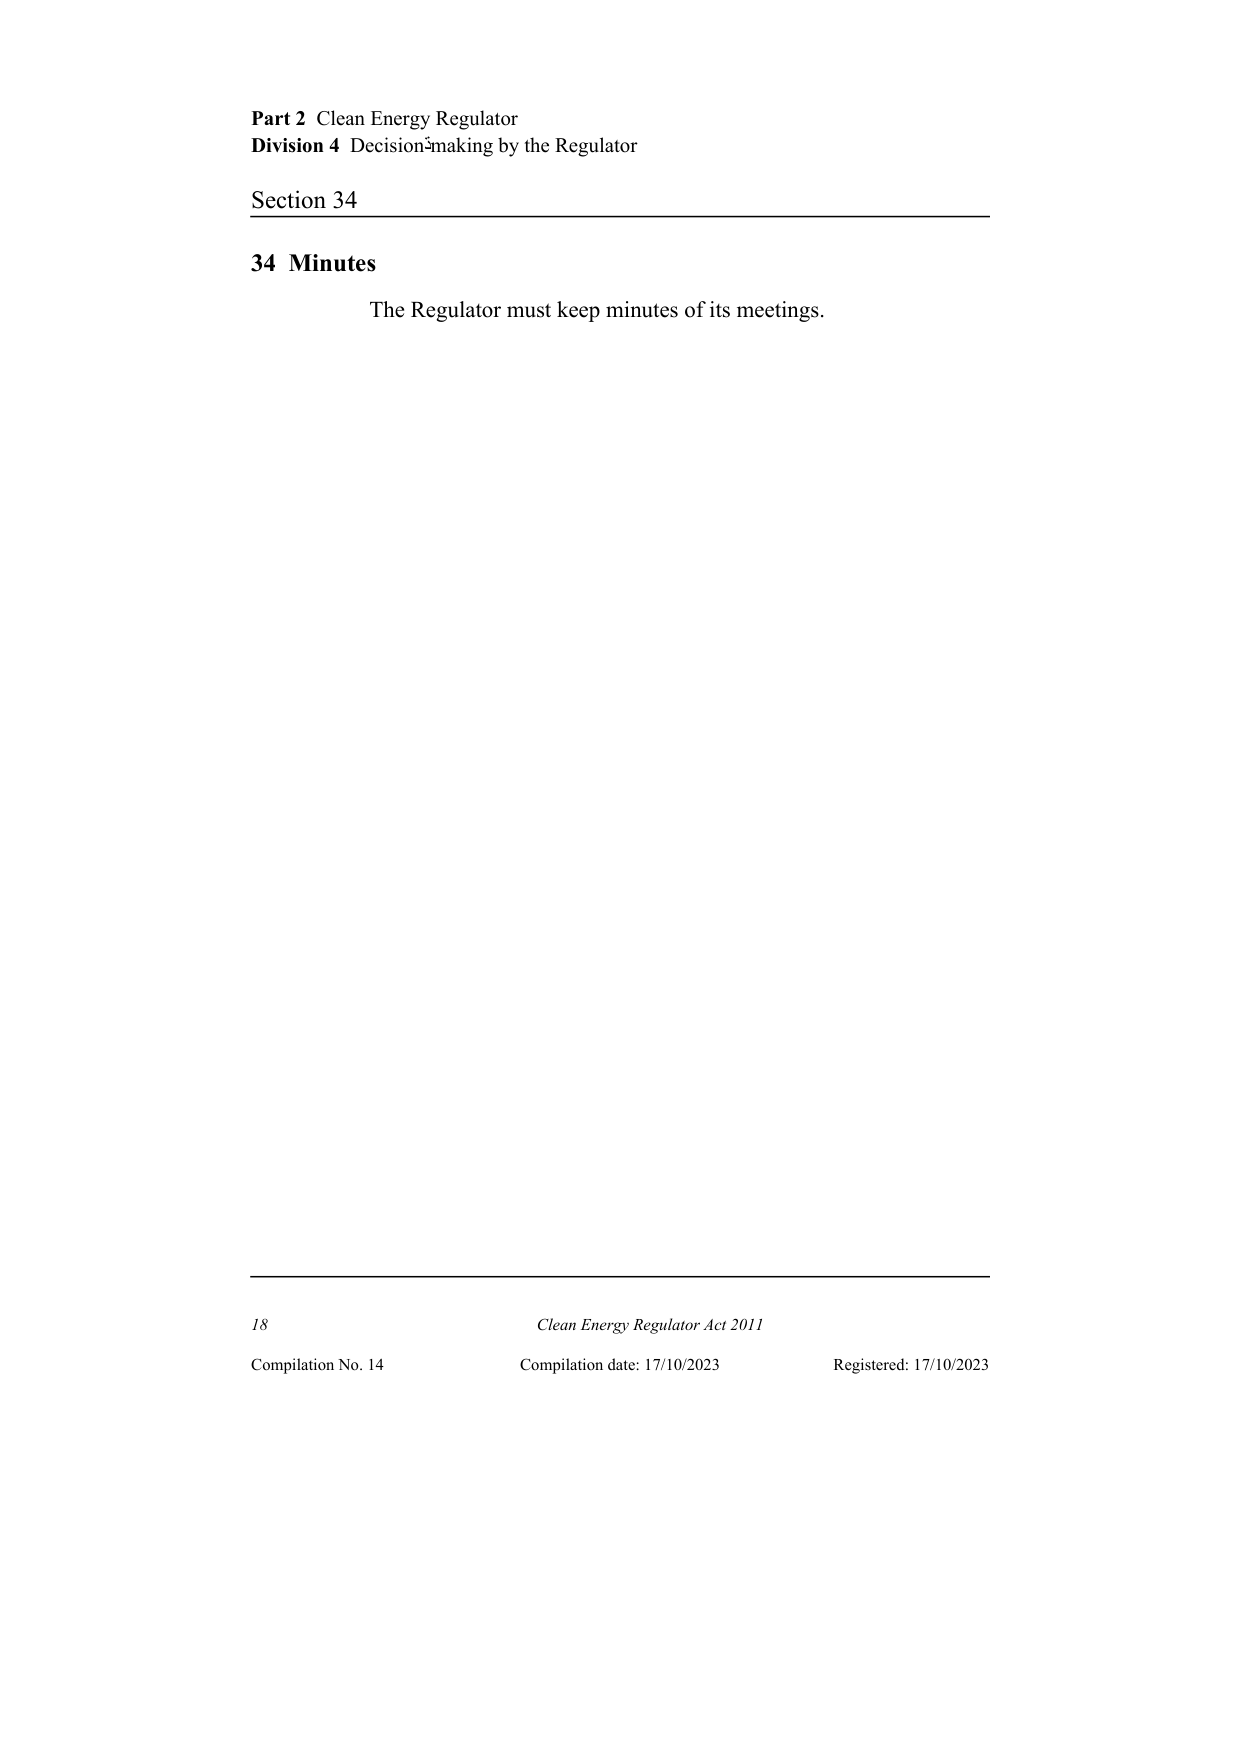 Part 2  Clean Energy Regulator
Division 4  Decision-making by the Regulator
Section 34
34  Minutes
The Regulator must keep minutes of its meetings.
18 Clean Energy Regulator Act 2011
Compilation No. 14 Compilation date: 17/10/2023 Registered: 17/10/2023